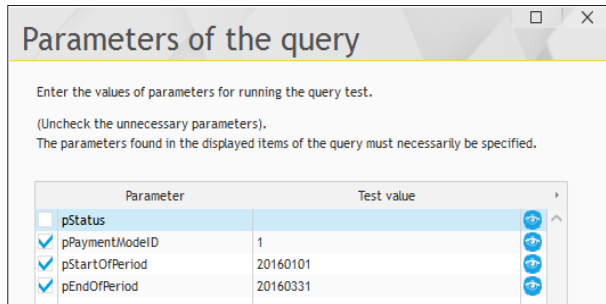 Parameters of the query
Enter the values of parameters for running the query test.
(Uncheck the unnecessary parameters).
The parameters found in the displayed items of the query must necessarily be specified.
Parameter Test value
pStatus
pPaymentModeID 1
pStartOfPeriod 20160101
pEndOfPeriod 20160331